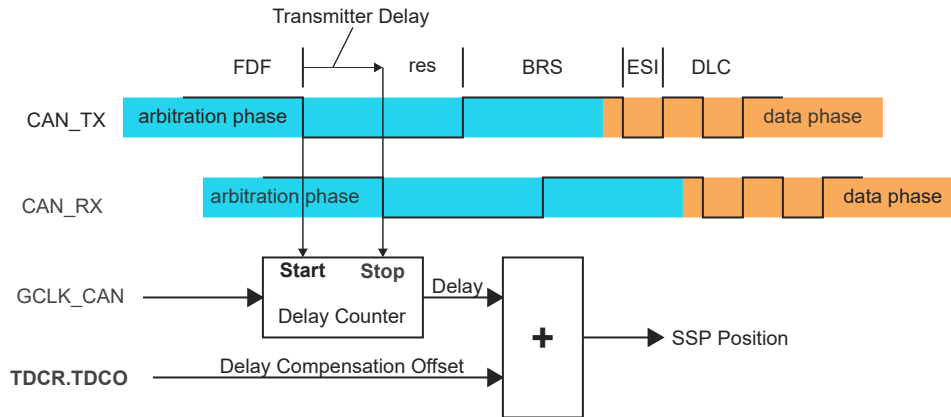 Transmitter Delay
FDF res BRS ESI DLC
CAN_TX arbitration phase data phase
CAN_RX arbitration phase data phase
Start Stop
GCLK_CAN Delay Counter Delay
+ SSP Position
TDCR.TDCO Delay Compensation Offset